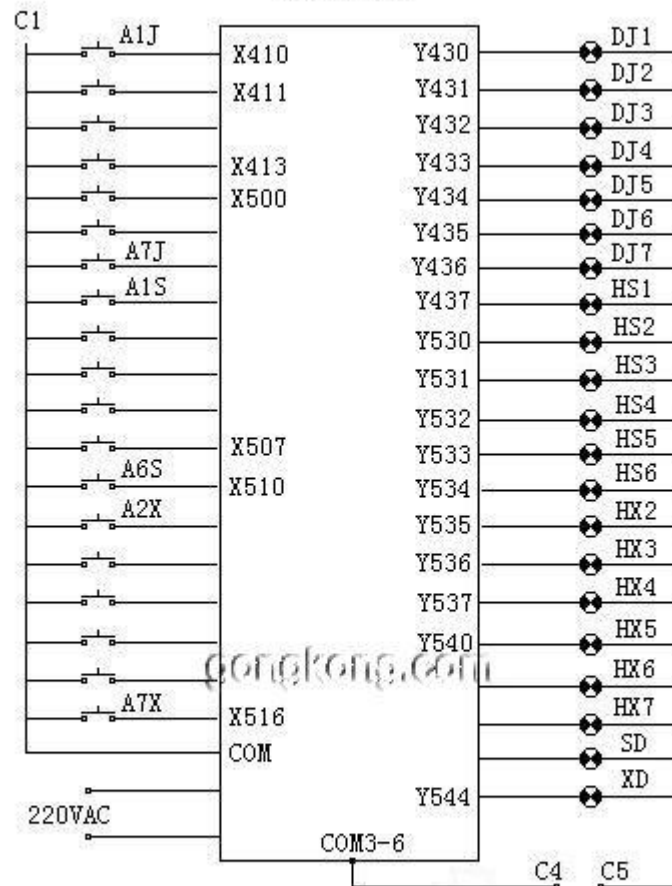 C1
A1J X410 Y430 DJ1
X411 Y431 DJ2
Y432 DJ3
X413 Y433 DJ4
X500 Y434 DJ5
Y435 DJ6
A7J Y436 DJ7
A1S Y437 HS1
Y530 HS2
Y531 HS3
Y532 HS4
X507 Y533 HS5
A6S X510 Y534 HS6
A2X Y535 HX2
Y536 HX3
Y537 HX4
Y540 HX5
gongkong.com
HX6
A7X X516 HX7
COM SD
Y544 XD
220VAC
COM3-6
C4 C5